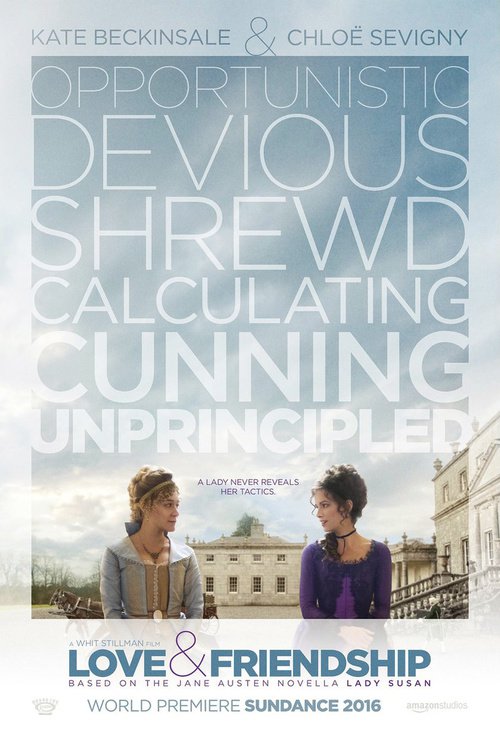 KATE BECKINSALE & CHLOË SEVIGNY
OPPORTUNISTIC
DEVIOUS
SHREWD
CALCULATING
CUNNING
UNPRINCIPLED
A LADY NEVER REVEALS
HER TACTICS.
A WHIT STILLMAN FILM
LOVE & FRIENDSHIP
BASED ON THE JANE AUSTEN NOVELLA LADY SUSAN
WORLD PREMIERE SUNDANCE 2016
amazonstudios